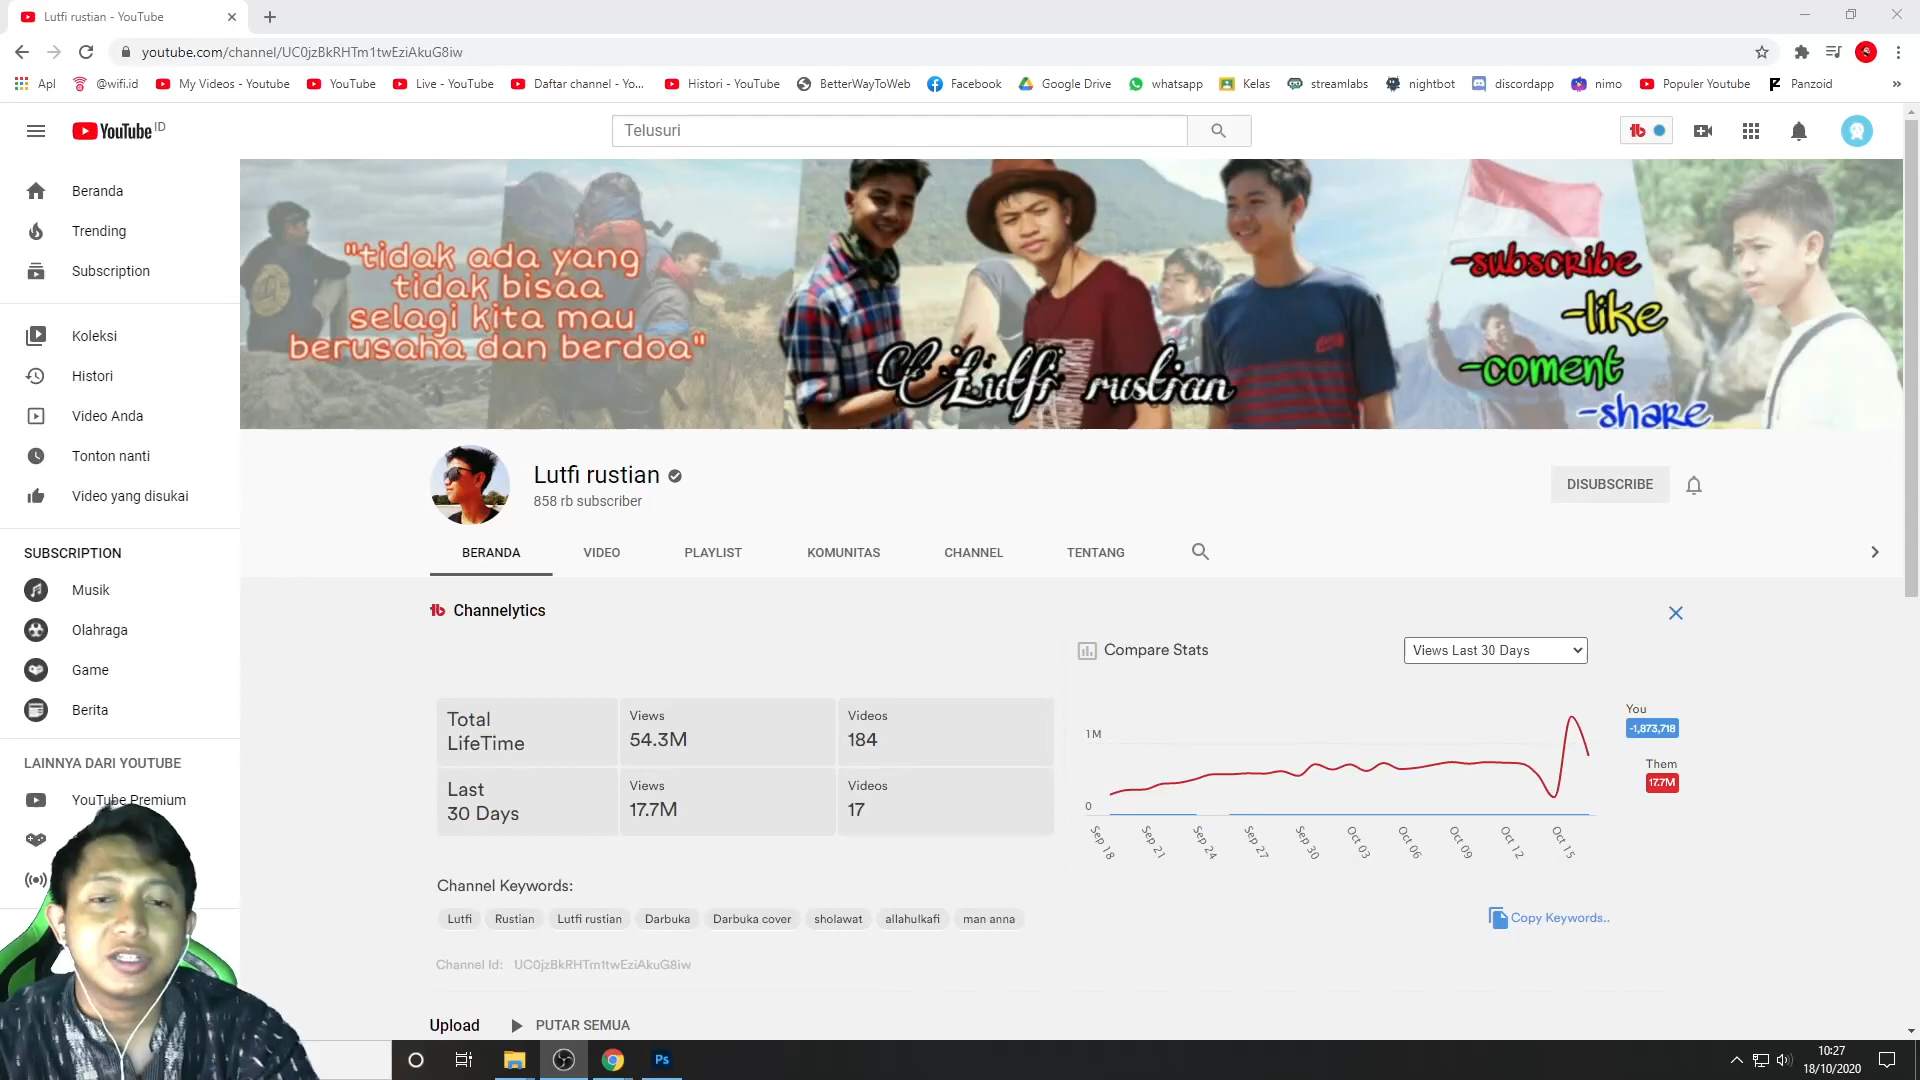 Lutfi rustian - YouTube
youtube.com/channel/UC0jzBkRHTm1twEziAkuG8iw
Apl
@wifi.id
My Videos - Youtube
YouTube
Live - YouTube
Daftar channel - Yo...
Histori - YouTube
BetterWayToWeb
Facebook
Google Drive
whatsapp
Kelas
streamlabs
nightbot
discordapp
nimo
Populer Youtube
Panzoid
»
YouTube ID
Telusuri
Beranda
Trending
Subscription
Koleksi
Histori
Video Anda
Tonton nanti
Video yang disukai
SUBSCRIPTION
Musik
Olahraga
Game
Berita
LAINNYA DARI YOUTUBE
YouTube Premium
"tidak ada yang
tidak bisaa
selagi kita mau
berusaha dan berdoa"
Lutfi rustian
-subscribe
-like
-coment
-share
Lutfi rustian
858 rb subscriber
DISUBSCRIBE
BERANDA
VIDEO
PLAYLIST
KOMUNITAS
CHANNEL
TENTANG
tb Channelytics
Total
LifeTime
Views
54.3M
Videos
184
Last
30 Days
Views
17.7M
Videos
17
Compare Stats
Views Last 30 Days
1M
0
Sep 18
Sep 21
Sep 24
Sep 27
Sep 30
Oct 03
Oct 06
Oct 09
Oct 12
Oct 15
You
-1,873,718
Them
17.7M
Channel Keywords:
Lutfi
Rustian
Lutfi rustian
Darbuka
Darbuka cover
sholawat
allahulkafi
man anna
Copy Keywords..
Channel Id: UC0jzBkRHTm1twEziAkuG8iw
Upload
PUTAR SEMUA
Ps
10:27
18/10/2020